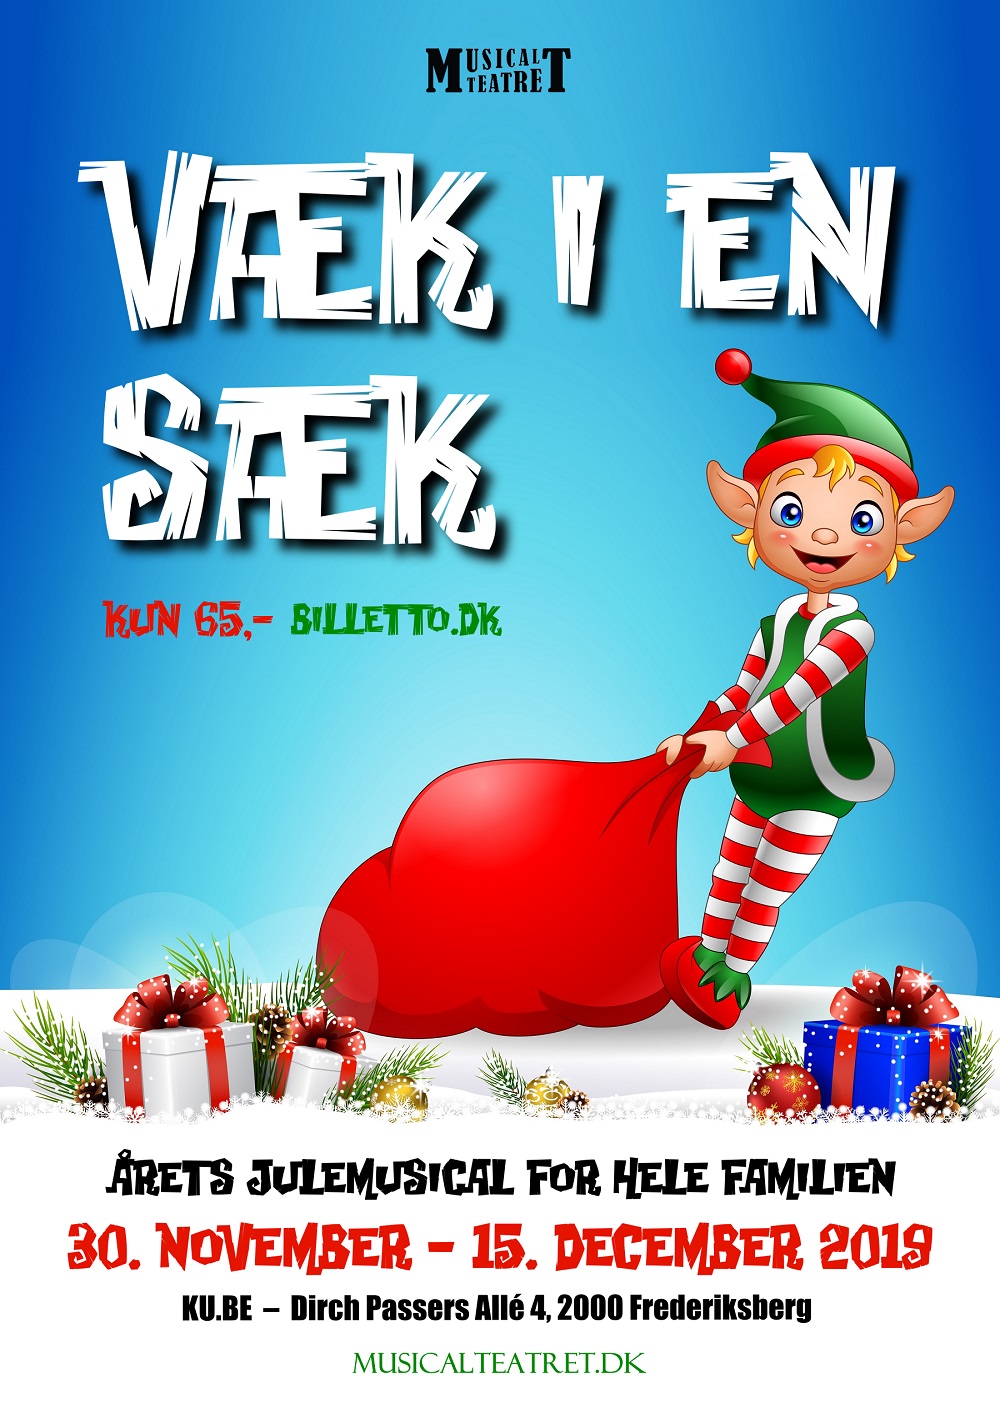 MUSICAL
TEATRET
VÆK I EN
SÆK
KUN 65,- BILLETTO.DK
ÅRETS JULEMUSICAL FOR HELE FAMILIEN
30. NOVEMBER - 15. DECEMBER 2019
KU.BE – Dirch Passers Allé 4, 2000 Frederiksberg
MUSICALTEATRET.DK